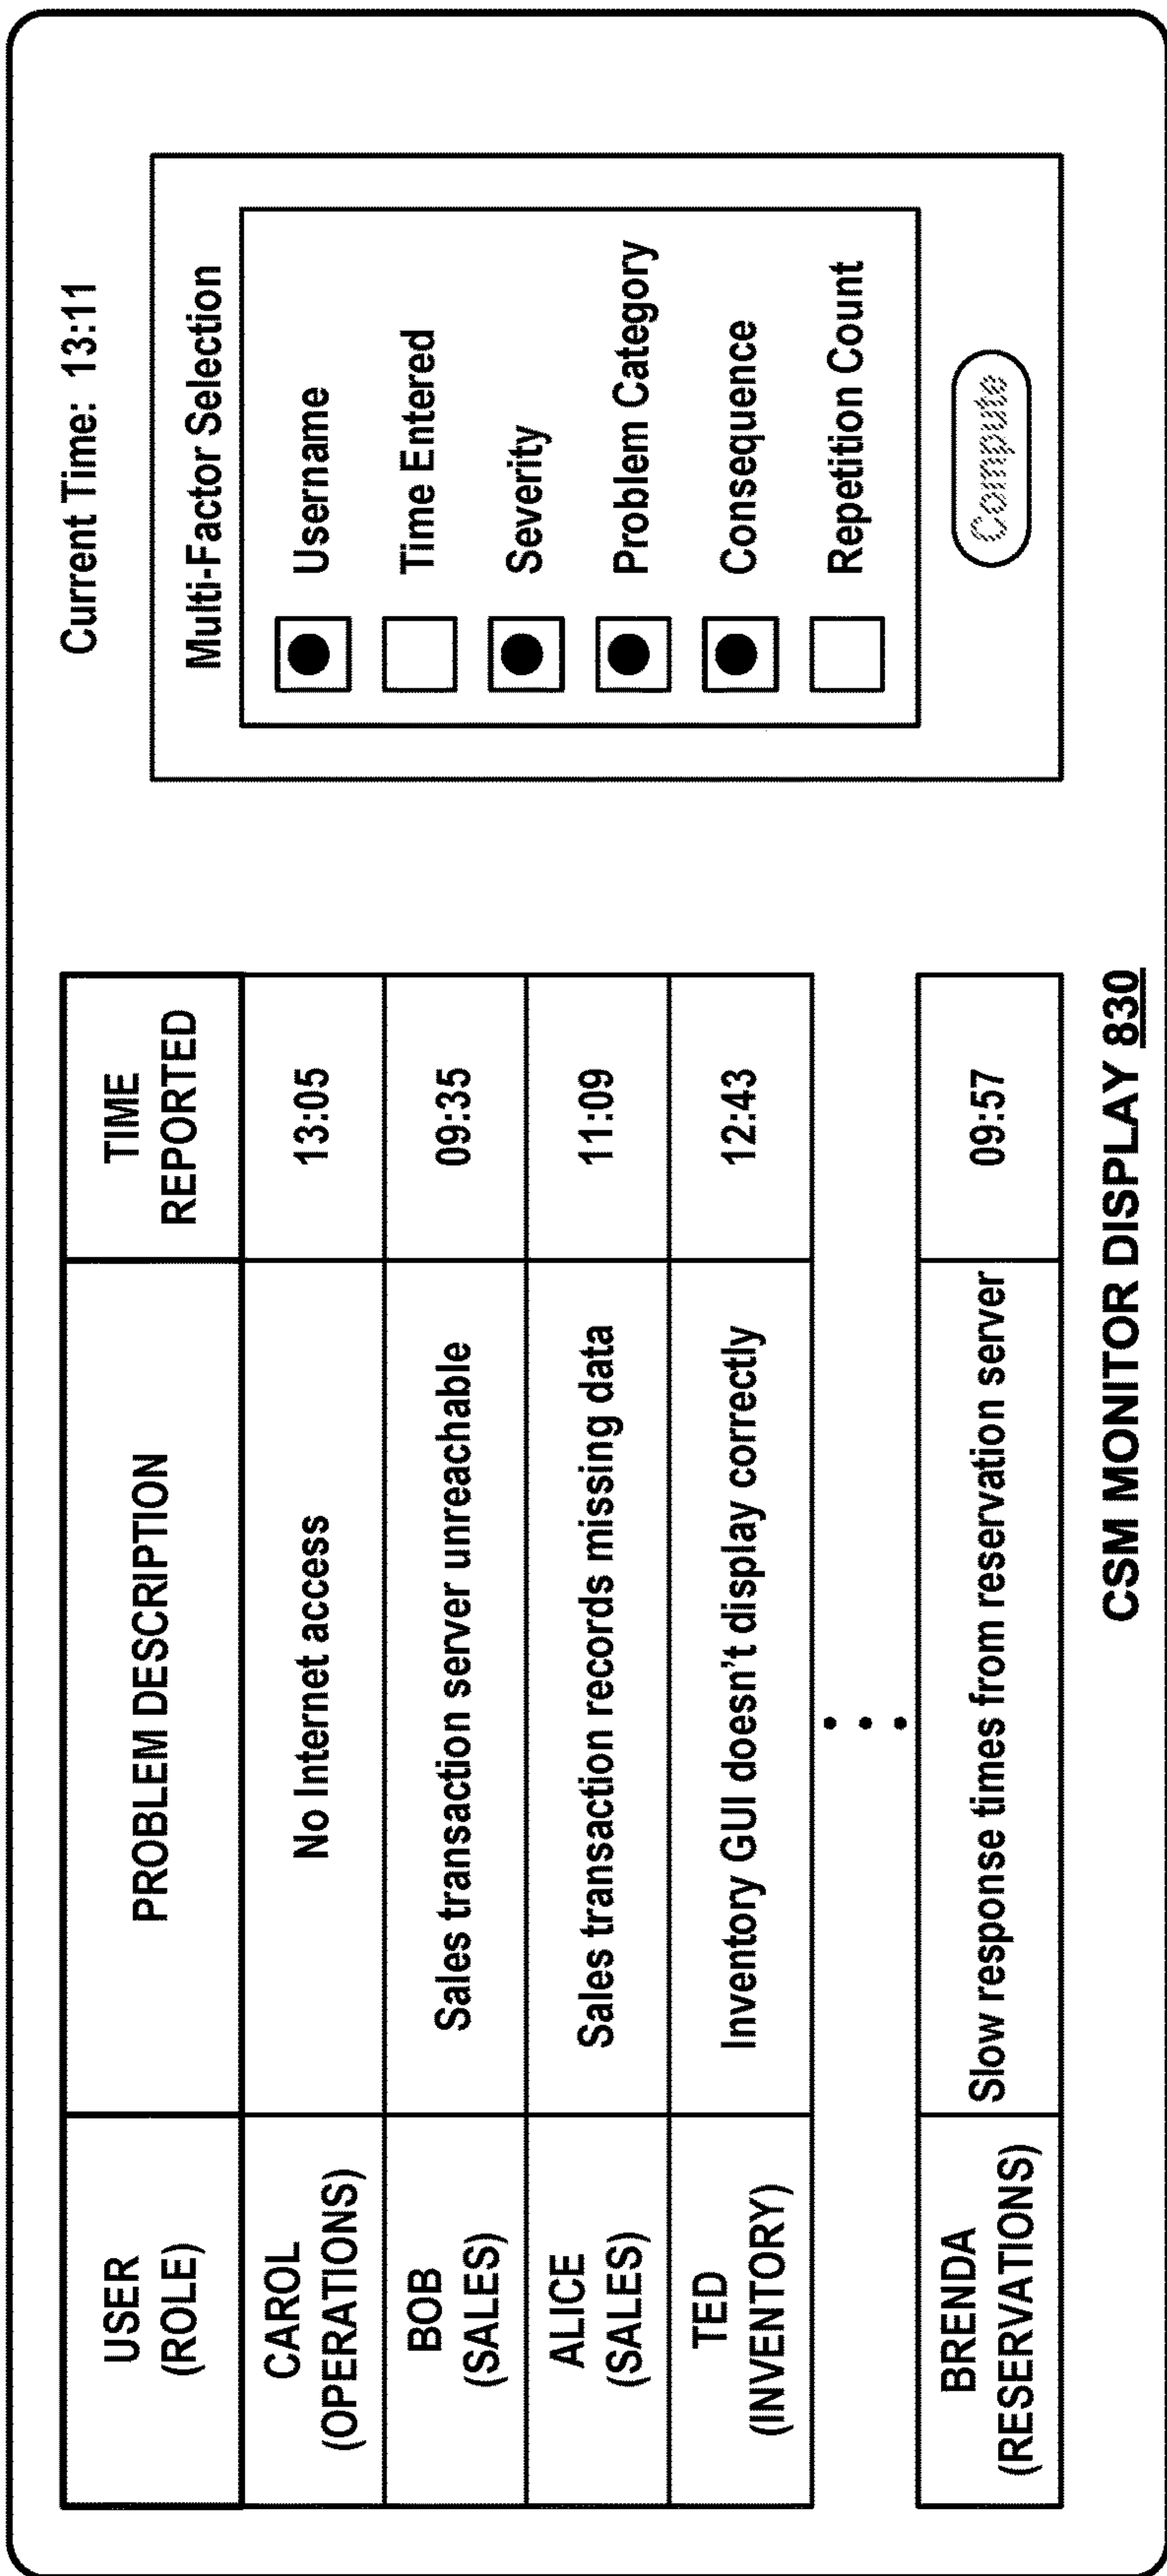 Current Time: 13:11
USER
(ROLE)
PROBLEM DESCRIPTION
TIME
REPORTED
CAROL
(OPERATIONS)
No Internet access
13:05
BOB
(SALES)
Sales transaction server unreachable
09:35
ALICE
(SALES)
Sales transaction records missing data
11:09
TED
(INVENTORY)
Inventory GUI doesn't display correctly
12:43
BRENDA
(RESERVATIONS)
Slow response times from reservation server
09:57
Multi-Factor Selection
Username
Time Entered
Severity
Problem Category
Consequence
Repetition Count
Compute
CSM MONITOR DISPLAY 830